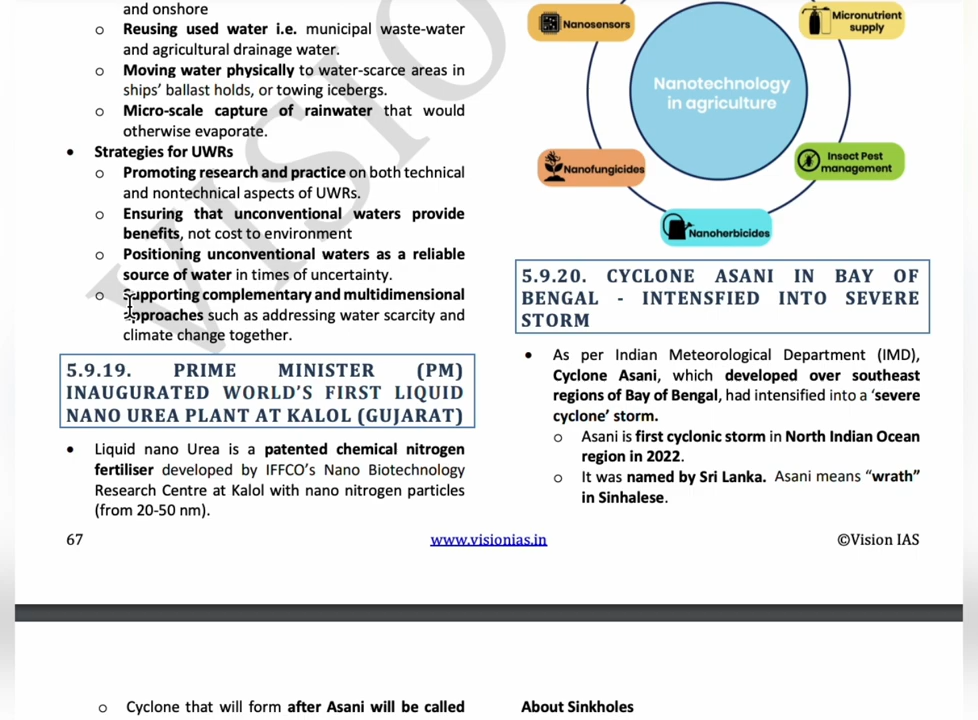 and onshore
o Reusing used water i.e. municipal waste-water
and agricultural drainage water.
o Moving water physically to water-scarce areas in
ships' ballast holds, or towing icebergs.
o Micro-scale capture of rainwater that would
otherwise evaporate.
• Strategies for UWRs
o Promoting research and practice on both technical
and nontechnical aspects of UWRs.
o Ensuring that unconventional waters provide
benefits, not cost to environment
o Positioning unconventional waters as a reliable
source of water in times of uncertainty.
o Supporting complementary and multidimensional
approaches such as addressing water scarcity and
climate change together.
5.9.19. PRIME MINISTER (PM)
INAUGURATED WORLD'S FIRST LIQUID
NANO UREA PLANT AT KALOL (GUJARAT)
• Liquid nano Urea is a patented chemical nitrogen
fertiliser developed by IFFCO's Nano Biotechnology
Research Centre at Kalol with nano nitrogen particles
(from 20-50 nm).
Nanosensors
Micronutrient
supply
Nanotechnology
in agriculture
Nanofungicides
Insect Pest
management
Nanoherbicides
5.9.20. CYCLONE ASANI IN BAY OF
BENGAL - INTENSFIED INTO SEVERE
STORM
• As per Indian Meteorological Department (IMD),
Cyclone Asani, which developed over southeast
regions of Bay of Bengal, had intensified into a 'severe
cyclone' storm.
o Asani is first cyclonic storm in North Indian Ocean
region in 2022.
o It was named by Sri Lanka. Asani means "wrath"
in Sinhalese.
67
www.visionias.in
©Vision IAS
o Cyclone that will form after Asani will be called
About Sinkholes
VISIO